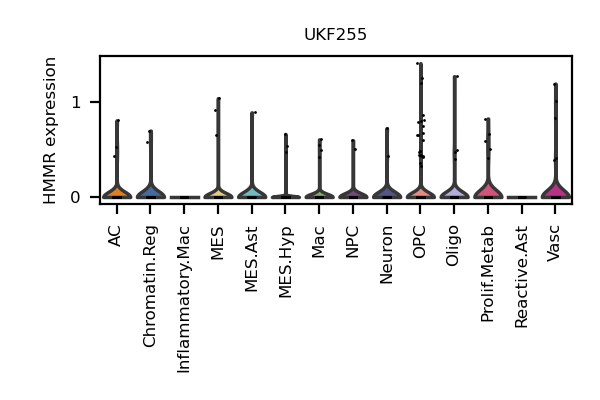 UKF255
HMMR expression
1
0
AC
Chromatin.Reg
Inflammatory.Mac
MES
MES.Ast
MES.Hyp
Mac
NPC
Neuron
OPC
Oligo
Prolif.Metab
Reactive.Ast
Vasc